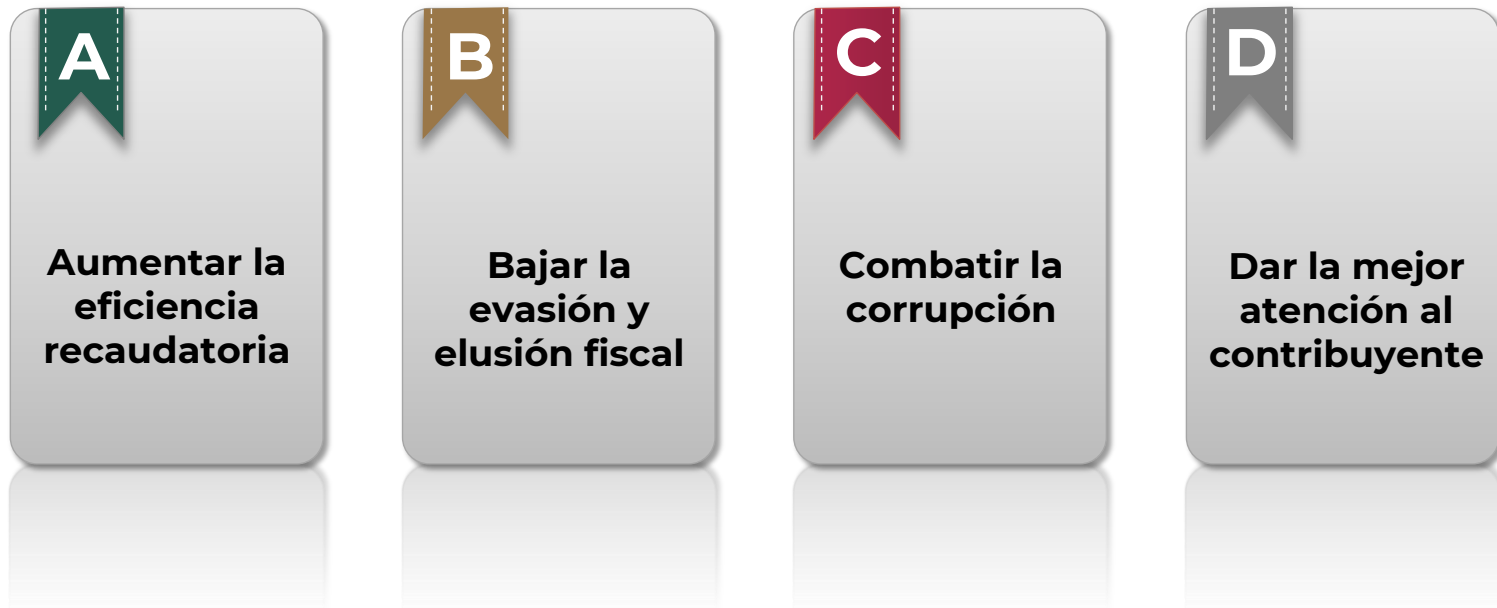 A
Aumentar la
eficiencia
recaudatoria
B
Bajar la
evasión y
elusión fiscal
C
Combatir la
corrupción
D
Dar la mejor
atención al
contribuyente